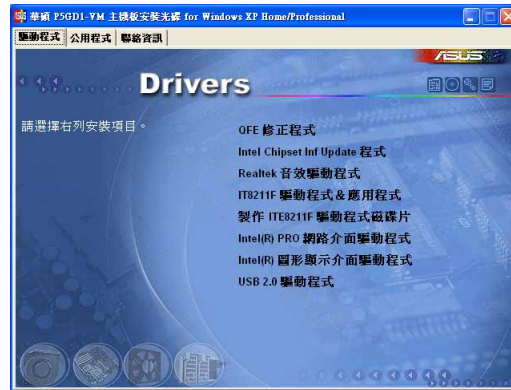 華碩 P5GD1-VM 主機板安裝光碟 for Windows XP Home/Professional
驅動程式 公用程式 聯絡資訊
ASUS
Drivers
請選擇右列安裝項目。
QFE 修正程式
Intel Chipset Inf Update 程式
Realtek 音效驅動程式
IT8211F 驅動程式&應用程式
製作 ITE8211F 驅動程式磁碟片
Intel(R) PRO 網路介面驅動程式
Intel(R) 圖形顯示介面驅動程式
USB 2.0 驅動程式